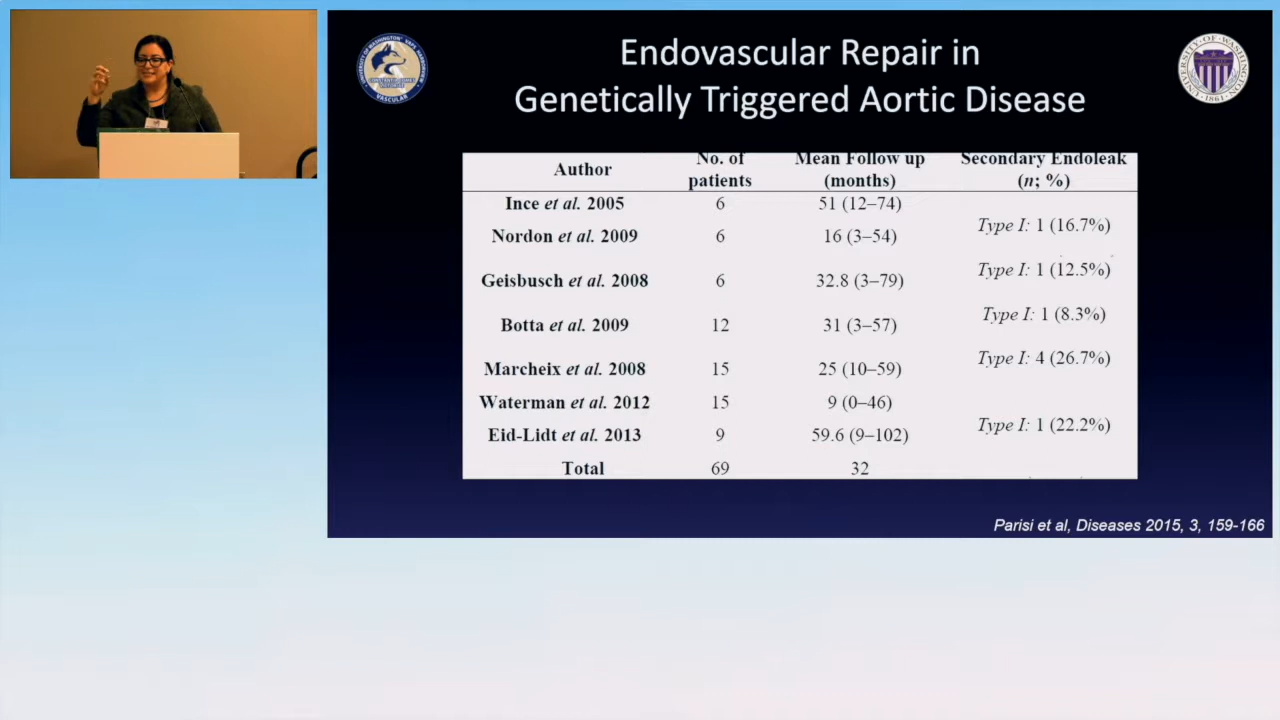 Endovascular Repair in
Genetically Triggered Aortic Disease
UNIVERSITY OF WASHINGTON
1861
VASCULAR
Author No. of patients Mean Follow up (months) Secondary Endoleak (n; %)
Ince et al. 2005 6 51 (12–74)
Type I: 1 (16.7%)
Nordon et al. 2009 6 16 (3–54)
Type I: 1 (12.5%)
Geisbusch et al. 2008 6 32.8 (3–79)
Type I: 1 (8.3%)
Botta et al. 2009 12 31 (3–57)
Type I: 4 (26.7%)
Marcheix et al. 2008 15 25 (10–59)
Waterman et al. 2012 15 9 (0–46)
Type I: 1 (22.2%)
Eid-Lidt et al. 2013 9 59.6 (9–102)
Total 69 32
Parisi et al, Diseases 2015, 3, 159-166